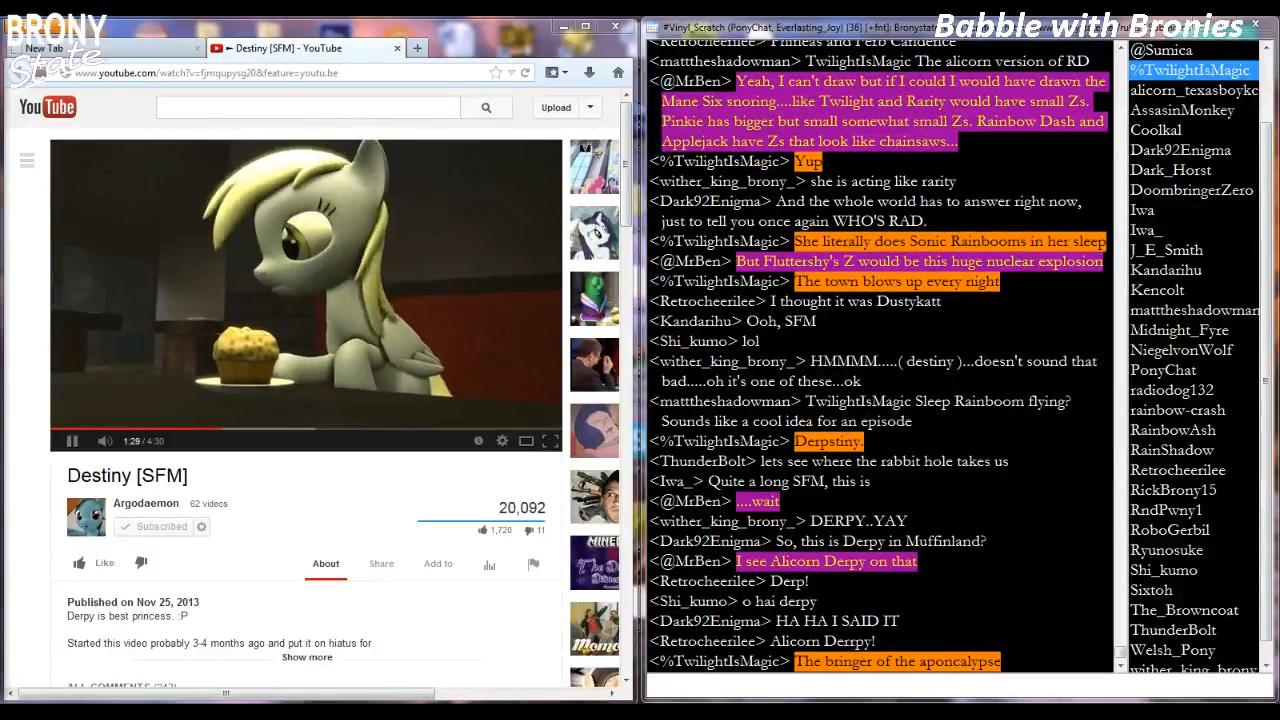 BRONY
State
New Tab
Destiny [SFM] - YouTube
www.youtube.com/watch?v=fjrmqupysg20&feature=youtu.be
YouTube
Upload
1:29 / 4:30
Destiny [SFM]
Argodaemon 62 videos
Subscribed
20,092
1,720 11
Like
About Share Add to
Published on Nov 25, 2013
Derpy is best princess. :P
Started this video probably 3-4 months ago and put it on hiatus for
Show more
ALL COMMENTS
Babble with Bronies
#Vinyl_Scratch (PonyChat, Everlasting_Joy) [36] [+rfnt]
<Retrocheerilee> Phineas and Ferb Candence
<matttheshadowman> TwilightIsMagic The alicorn version of RD
<@MrBen> Yeah, I can't draw but if I could I would have drawn the
Mane Six snoring....like Twilight and Rarity would have small Zs.
Pinkie has bigger but small somewhat small Zs. Rainbow Dash and
Applejack have Zs that look like chainsaws...
<%TwilightIsMagic> Yup
<wither_king_brony_> she is acting like rarity
<Dark92Enigma> And the whole world has to answer right now,
just to tell you once again WHO'S RAD.
<%TwilightIsMagic> She literally does Sonic Rainbooms in her sleep
<@MrBen> But Fluttershy's Z would be this huge nuclear explosion
<%TwilightIsMagic> The town blows up every night
<Retrocheerilee> I thought it was Dustykatt
<Kandarihu> Ooh, SFM
<Shi_kumo> lol
<wither_king_brony_> HMMMM.....( destiny )...doesn't sound that
bad.....oh it's one of these...ok
<matttheshadowman> TwilightIsMagic Sleep Rainboom flying?
Sounds like a cool idea for an episode
<%TwilightIsMagic> Derpstiny.
<ThunderBolt> lets see where the rabbit hole takes us
<Iwa_> Quite a long SFM, this is
<@MrBen> ....wait
<wither_king_brony_> DERPY..YAY
<Dark92Enigma> So, this is Derpy in Muffinland?
<@MrBen> I see Alicorn Derpy on that
<Retrocheerilee> Derp!
<Shi_kumo> o hai derpy
<Dark92Enigma> HA HA I SAID IT
<Retrocheerilee> Alicorn Derrpy!
<%TwilightIsMagic> The bringer of the aponcalypse
@Sumica
%TwilightIsMagic
alicorn_texasboykc
AssasinMonkey
Coolkal
Dark92Enigma
Dark_Horst
DoombringerZero
Iwa
Iwa_
J_E_Smith
Kandarihu
Kencolt
matttheshadowman
Midnight_Fyre
NiegelvonWolf
PonyChat
radiodog132
rainbow-crash
RainbowAsh
RainShadow
Retrocheerilee
RickBrony15
RndPwny1
RoboGerbil
Ryunosuke
Shi_kumo
Sixtoh
The_Browncoat
ThunderBolt
Welsh_Pony
wither_king_brony